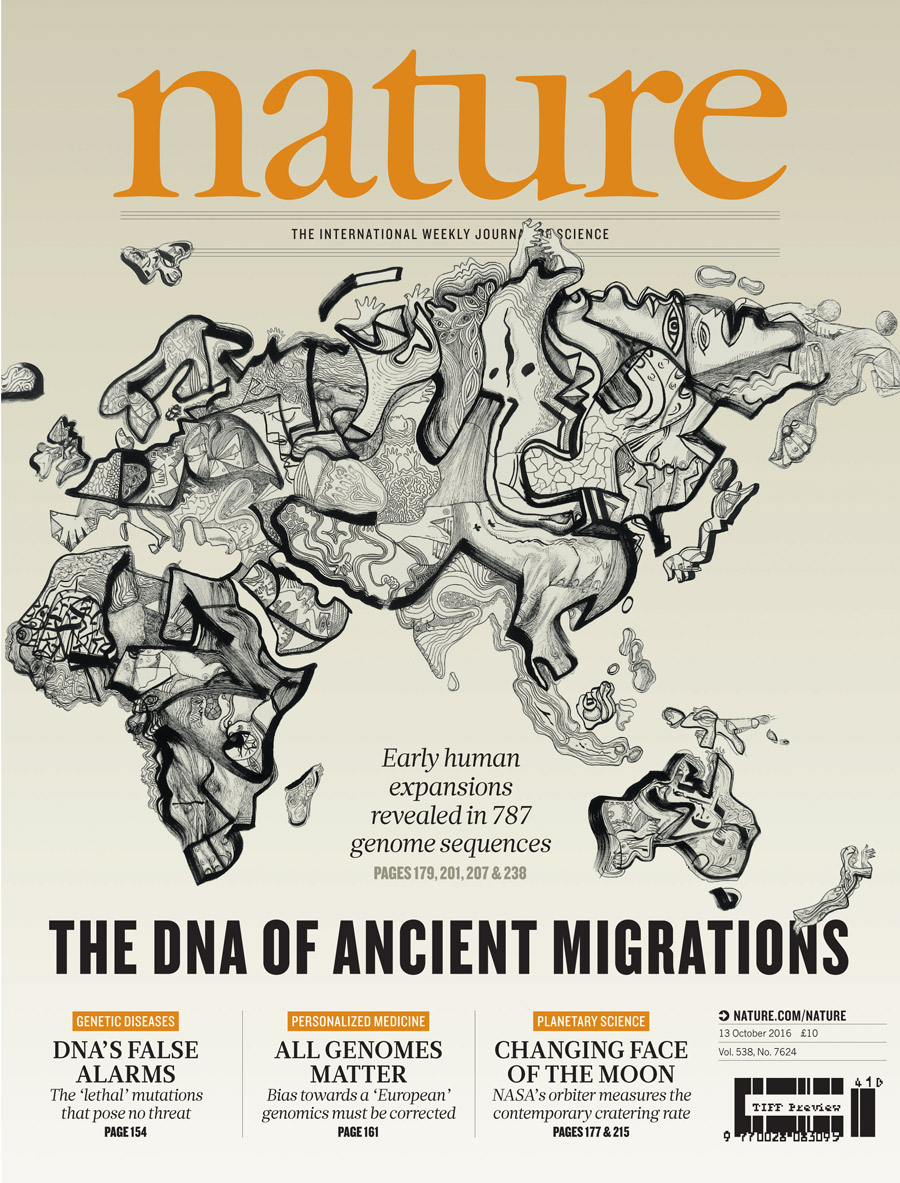 nature
THE INTERNATIONAL WEEKLY JOURNAL OF SCIENCE
Early human
expansions
revealed in 787
genome sequences
PAGES 179, 201, 207 & 238
THE DNA OF ANCIENT MIGRATIONS
GENETIC DISEASES
DNA'S FALSE
ALARMS
The 'lethal' mutations
that pose no threat
PAGE 154
PERSONALIZED MEDICINE
ALL GENOMES
MATTER
Bias towards a 'European'
genomics must be corrected
PAGE 161
PLANETARY SCIENCE
CHANGING FACE
OF THE MOON
NASA's orbiter measures the
contemporary cratering rate
PAGES 177 & 215
NATURE.COM/NATURE
13 October 2016 £10
Vol. 538, No. 7624
TIFF Preview
9 770028 083095